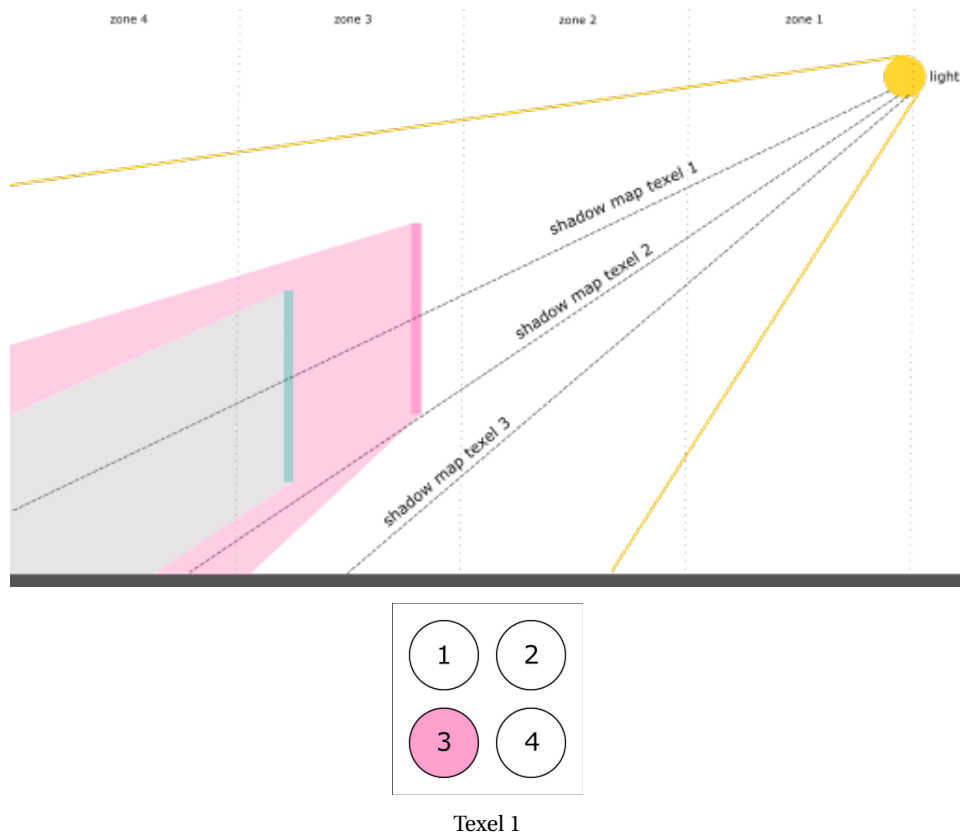 zone 4 zone 3 zone 2 zone 1
light
shadow map texel 1
shadow map texel 2
shadow map texel 3
1 2
3 4
Texel 1